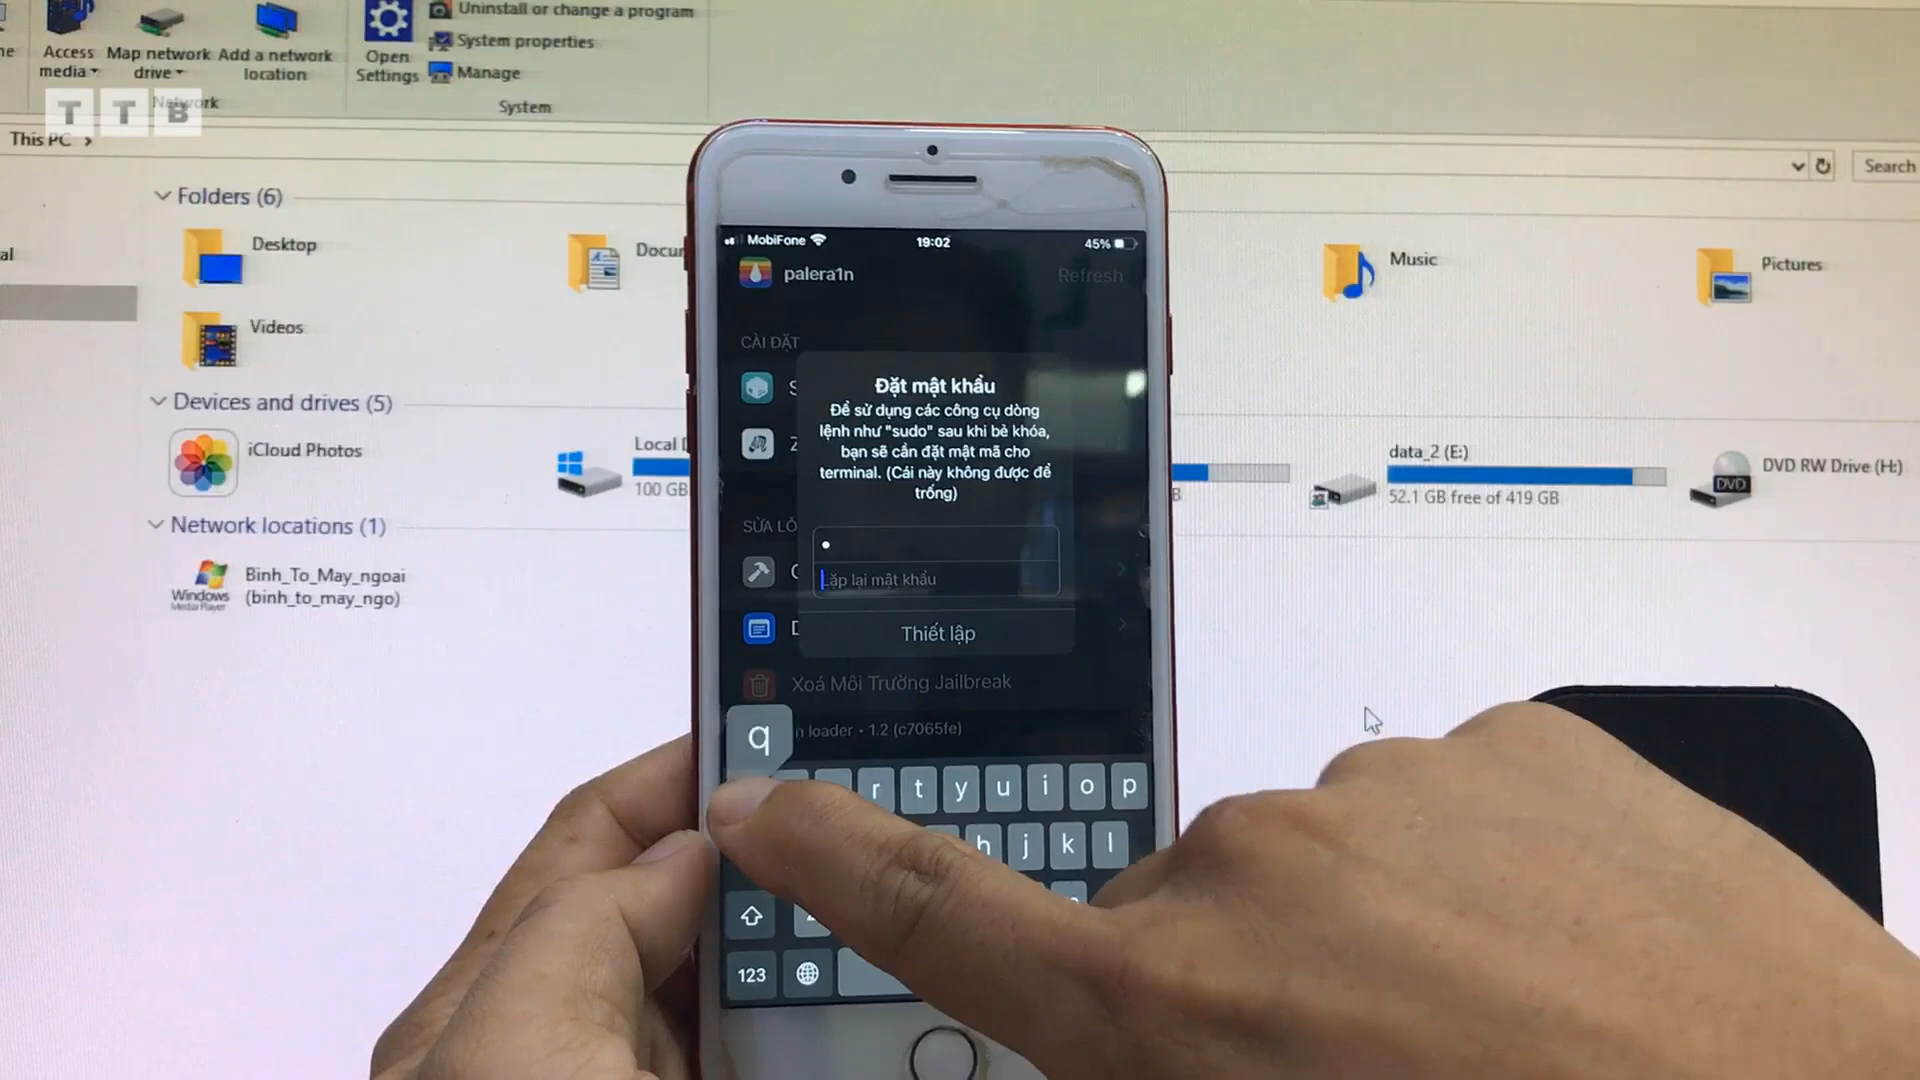 Uninstall or change a program
System properties
Manage
Access
media
Map network
drive
Add a network
location
Open
Settings
Network
System
TTB
This PC
Search
Folders (6)
Desktop
Music
Pictures
Videos
Devices and drives (5)
iCloud Photos
Local
100 GB
data_2 (E:)
52.1 GB free of 419 GB
DVD RW Drive (H:)
DVD
Network locations (1)
Binh_To_May_ngoai
(binh_to_may_ngo)
Windows
Media Player
MobiFone
19:02
45%
palera1n
Refresh
CÀI ĐẶT
Đặt mật khẩu
Để sử dụng các công cụ dòng
lệnh như "sudo" sau khi bẻ khóa,
bạn sẽ cần đặt mật mã cho
terminal. (Cái này không được để
trống)
Lặp lại mật khẩu
Thiết lập
Xoá Môi Trường Jailbreak
loader • 1.2 (c7065fe)
q
r t y u i o p
h j k l
123